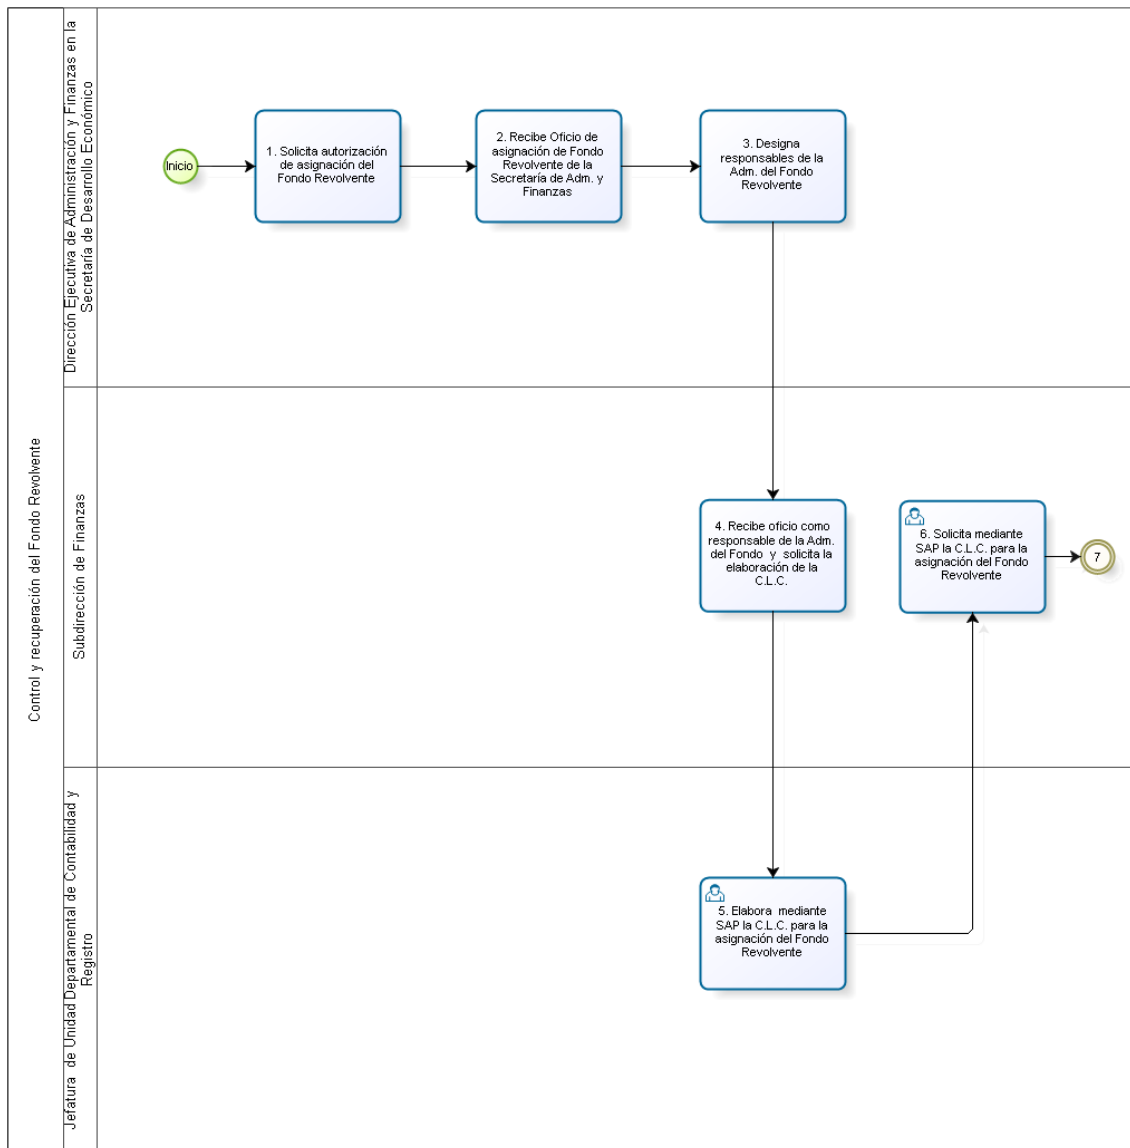 Control y recuperación del Fondo Revolvente
Dirección Ejecutiva de Administración y Finanzas en la
Secretaría de Desarrollo Económico
Inicio
1. Solicita autorización
de asignación del
Fondo Revolvente
2. Recibe Oficio de
asignación de Fondo
Revolvente de la
Secretaría de Adm. y
Finanzas
3. Designa
responsables de la
Adm. del Fondo
Revolvente
Subdirección de Finanzas
4. Recibe oficio como
responsable de la Adm.
del Fondo y solicita la
elaboración de la
C.L.C.
6. Solicita mediante
SAP la C.L.C. para la
asignación del Fondo
Revolvente
7
Jefatura de Unidad Departamental de Contabilidad y
Registro
5. Elabora mediante
SAP la C.L.C. para la
asignación del Fondo
Revolvente